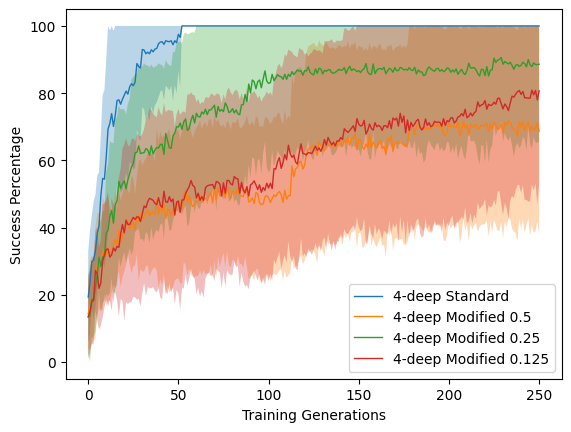 100
80
60
40
20
0
Success Percentage
0
50
100
150
200
250
Training Generations
4-deep Standard
4-deep Modified 0.5
4-deep Modified 0.25
4-deep Modified 0.125